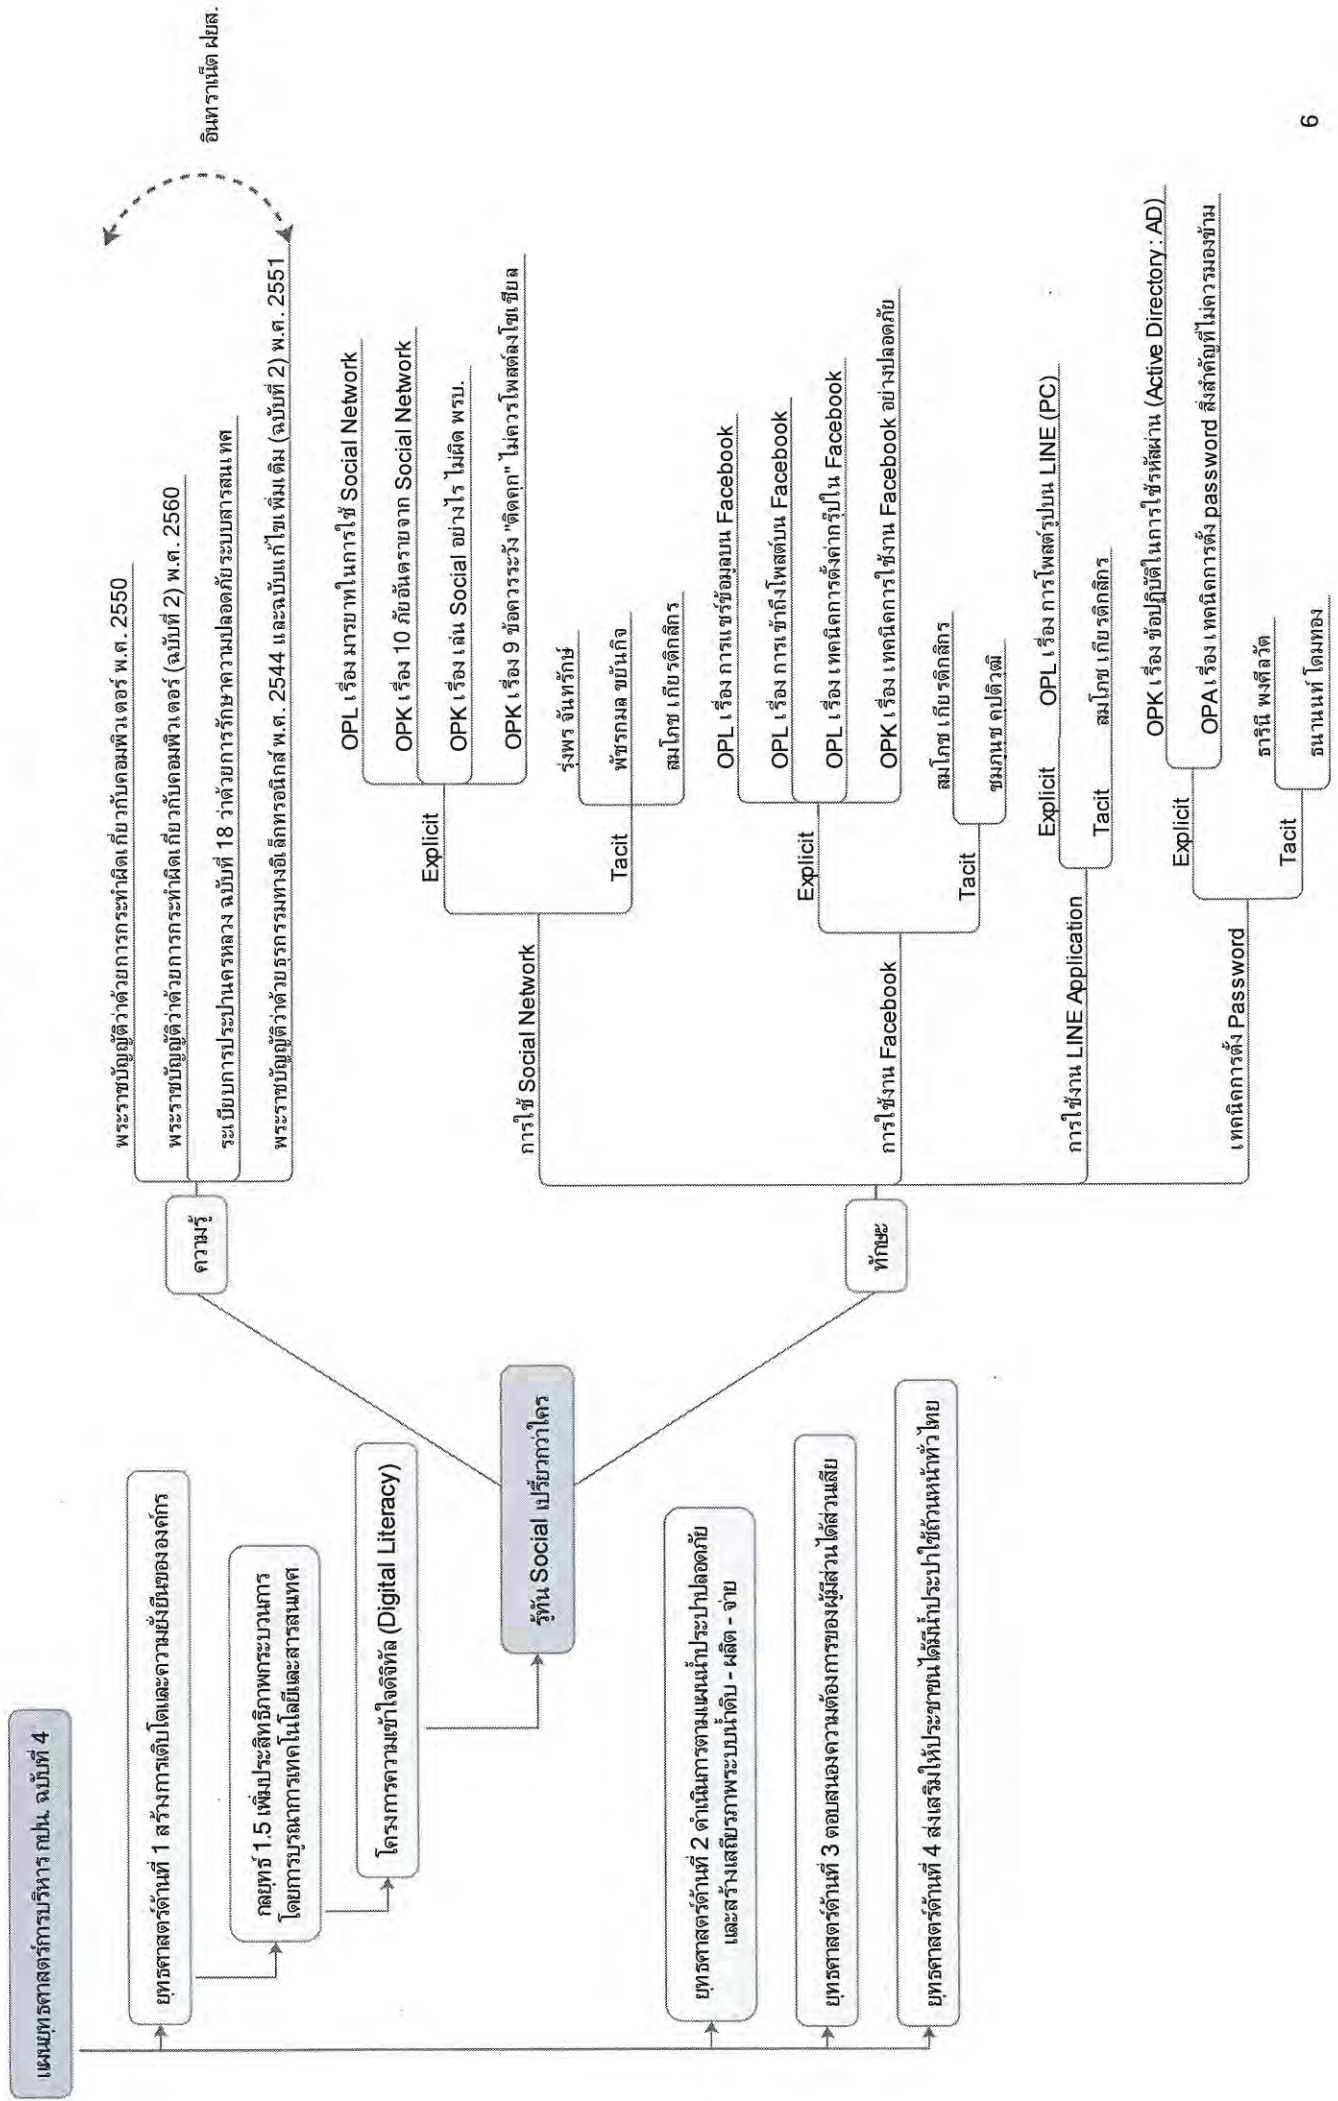 แผนยุทธศาสตร์การบริหาร กปน. ฉบับที่ 4
ยุทธศาสตร์ด้านที่ 1 สร้างการเติบโตและความยั่งยืนขององค์กร
กลยุทธ์ 1.5 เพิ่มประสิทธิภาพกระบวนการ
โดยการบูรณาการเทคโนโลยีและสารสนเทศ
โครงการความเข้าใจดิจิทัล (Digital Literacy)
รู้ทัน Social เปรี้ยวกว่าใคร
ยุทธศาสตร์ด้านที่ 2 ดำเนินการตามแผนน้ำประปาปลอดภัย
และสร้างเสถียรภาพระบบน้ำดิบ - ผลิต - จ่าย
ยุทธศาสตร์ด้านที่ 3 ตอบสนองความต้องการของผู้มีส่วนได้ส่วนเสีย
ยุทธศาสตร์ด้านที่ 4 ส่งเสริมให้ประชาชนได้มีน้ำประปาใช้ถ้วนหน้าทั่วไทย
ความรู้
พระราชบัญญัติว่าด้วยการกระทำผิดเกี่ยวกับคอมพิวเตอร์ พ.ศ. 2550
พระราชบัญญัติว่าด้วยการกระทำผิดเกี่ยวกับคอมพิวเตอร์ (ฉบับที่ 2) พ.ศ. 2560
ระเบียบการประปานครหลวง ฉบับที่ 18 ว่าด้วยการรักษาความปลอดภัยระบบสารสนเทศ
พระราชบัญญัติว่าด้วยธุรกรรมทางอิเล็กทรอนิกส์ พ.ศ. 2544 และฉบับแก้ไขเพิ่มเติม (ฉบับที่ 2) พ.ศ. 2551
อินทราเน็ต ฝยส.
ทักษะ
การใช้ Social Network
Explicit
OPL เรื่อง มารยาทในการใช้ Social Network
OPK เรื่อง 10 ภัยอันตรายจาก Social Network
OPK เรื่อง เล่น Social อย่างไร ไม่ผิด พรบ.
OPK เรื่อง 9 ข้อควรระวัง "ติดคุก" ไม่ควรโพสต์ลงโซเชียล
Tacit
รุ่งพร จันทรักษ์
พัชรกมล ขยันกิจ
สมโภช เกียรติกสิกร
การใช้งาน Facebook
Explicit
OPL เรื่อง การแชร์ข้อมูลบน Facebook
OPL เรื่อง การเข้าถึงโพสต์บน Facebook
OPL เรื่อง เทคนิคการตั้งค่ากรุ๊ปใน Facebook
OPK เรื่อง เทคนิคการใช้งาน Facebook อย่างปลอดภัย
Tacit
สมโภช เกียรติกสิกร
ชมภูนุช คุปติวุฒิ
การใช้งาน LINE Application
Explicit
OPL เรื่อง การโพสต์รูปบน LINE (PC)
Tacit
สมโภช เกียรติกสิกร
เทคนิคการตั้ง Password
Explicit
OPK เรื่อง ข้อปฏิบัติในการใช้รหัสผ่าน (Active Directory : AD)
OPA เรื่อง เทคนิคการตั้ง password สิ่งสำคัญที่ไม่ควรมองข้าม
Tacit
ธารินี พงศ์ลวัต
ธนานนท์ โดมทอง
6